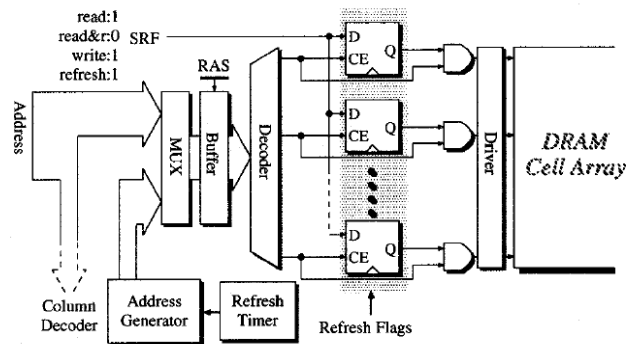 read:1
read&r:0 SRF
write:1
refresh:1
RAS
Address
MUX
Buffer
Decoder
D
Q
CE
D
Q
CE
D
Q
CE
Driver
DRAM
Cell Array
Column
Decoder
Address
Generator
Refresh
Timer
Refresh Flags